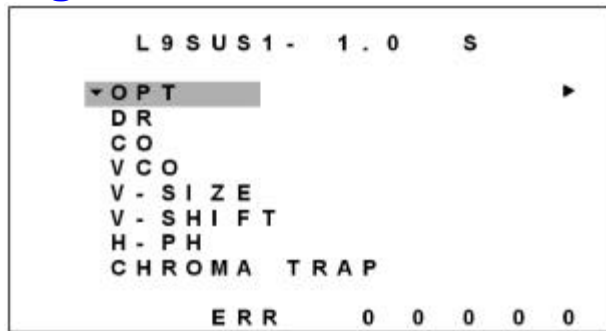 L9SUS1- 1.0 S
OPT
DR
CO
VCO
V-SIZE
V-SHIFT
H-PH
CHROMA TRAP
ERR 0 0 0 0 0